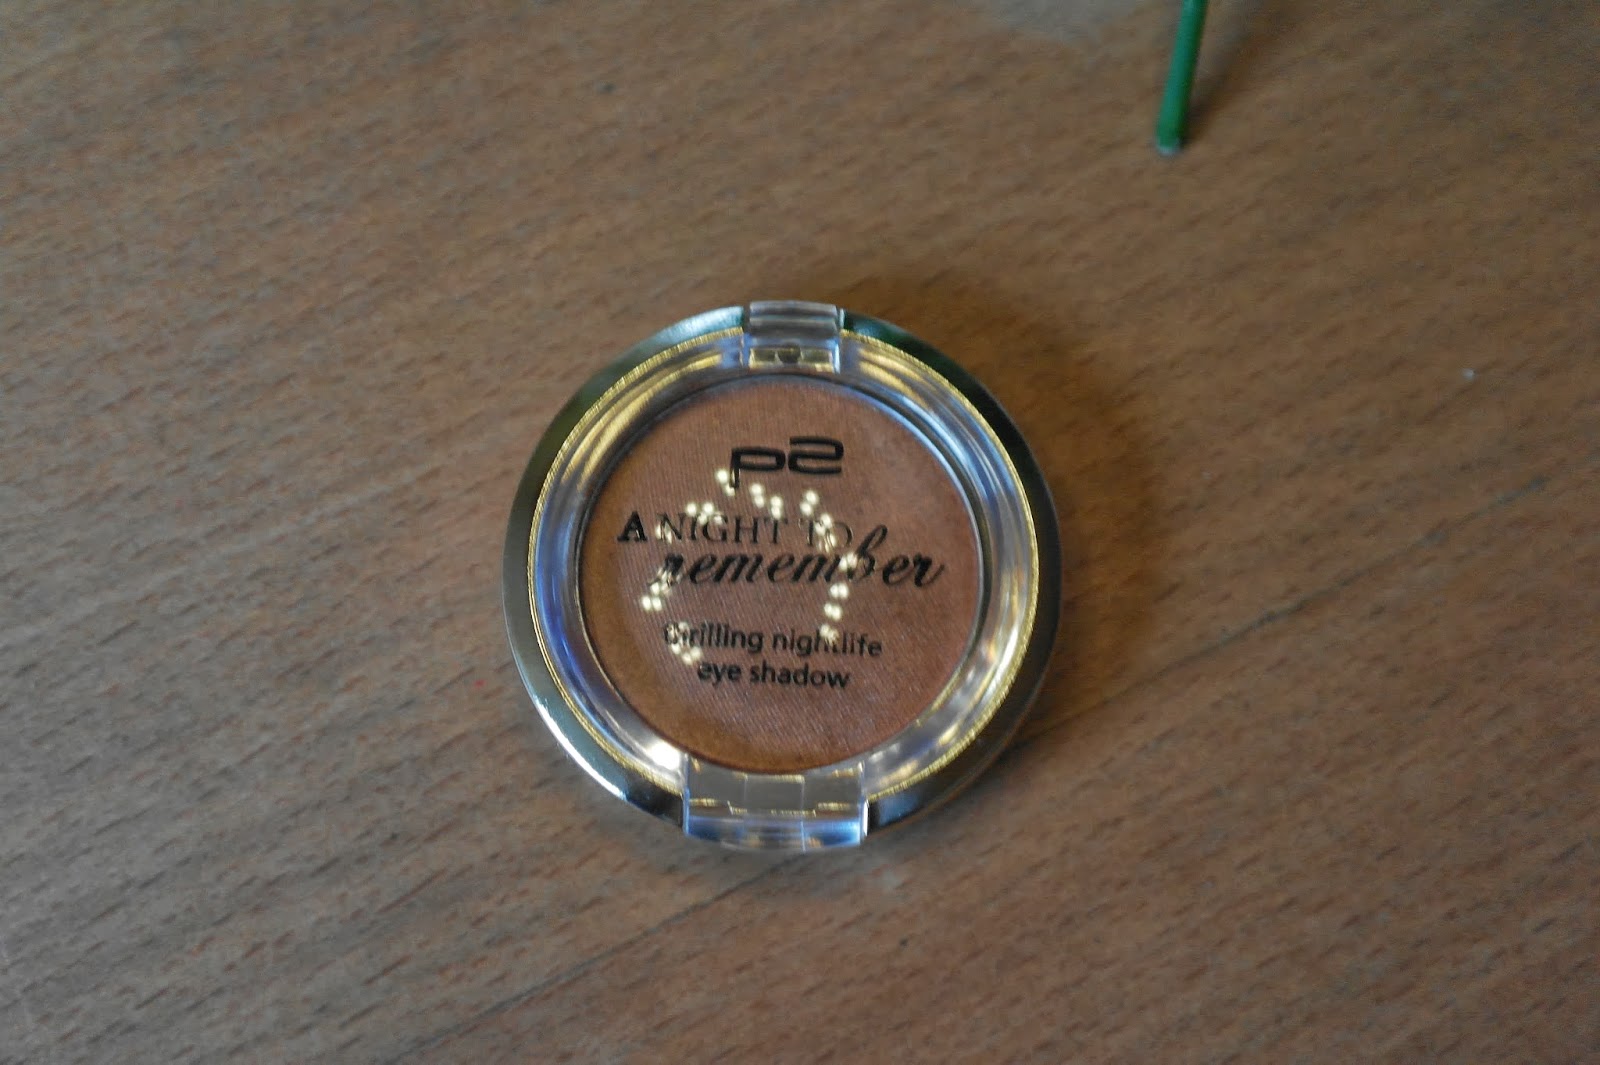 p2
A NIGHT TO
remember
thrilling nightlife
eye shadow